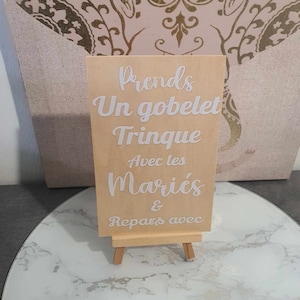 Prends
Un gobelet
Trinque
Avec les
Mariés
&
Repars avec